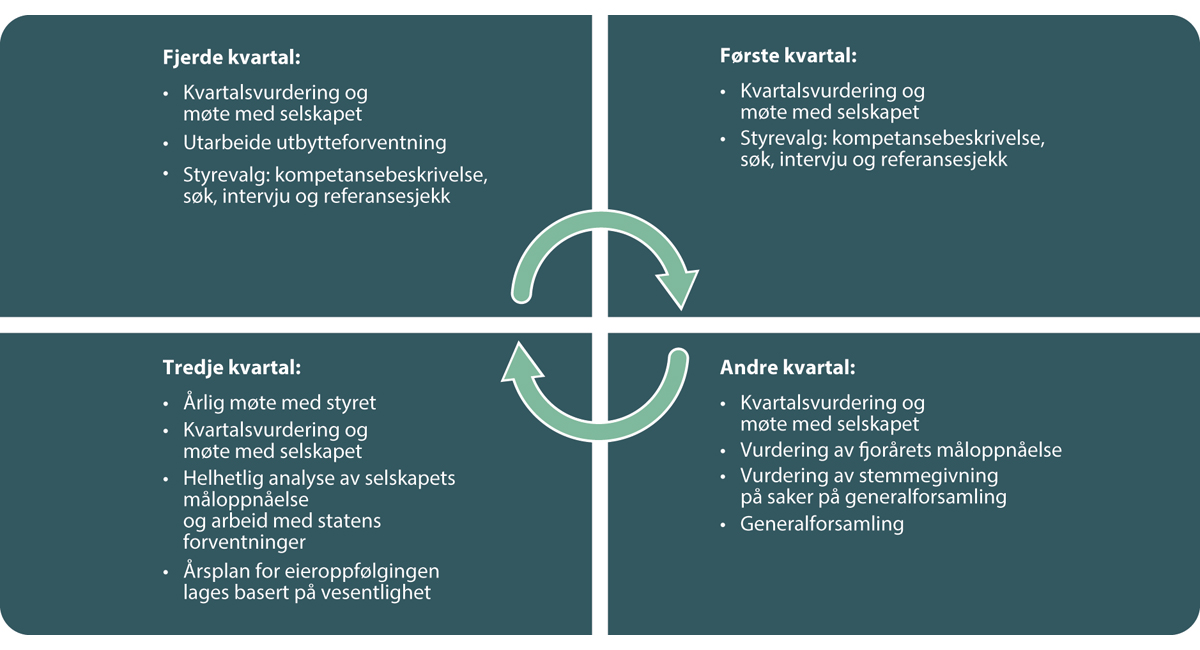 Fjerde kvartal:
• Kvartalsvurdering og
møte med selskapet
• Utarbeide utbytteforventning
• Styrevalg: kompetansebeskrivelse,
søk, intervju og referansesjekk
Første kvartal:
• Kvartalsvurdering og
møte med selskapet
• Styrevalg: kompetansebeskrivelse,
søk, intervju og referansesjekk
Tredje kvartal:
• Årlig møte med styret
• Kvartalsvurdering og
møte med selskapet
• Helhetlig analyse av selskapets
måloppnåelse
og arbeid med statens
forventninger
• Årsplan for eieroppfølgingen
lages basert på vesentlighet
Andre kvartal:
• Kvartalsvurdering og
møte med selskapet
• Vurdering av fjorårets måloppnåelse
• Vurdering av stemmegivning
på saker på generalforsamling
• Generalforsamling